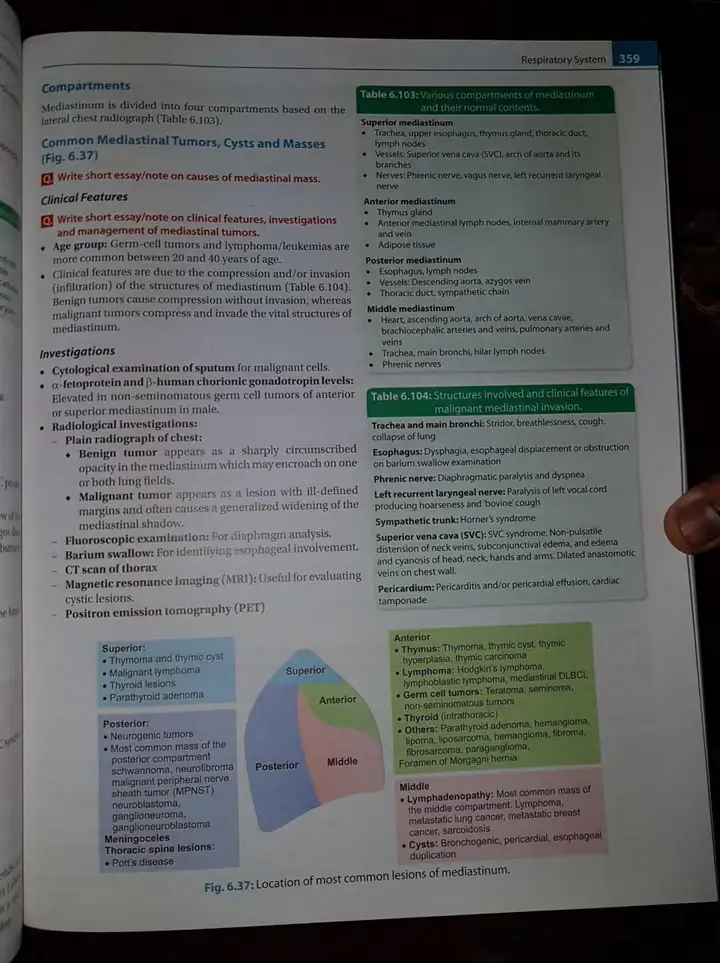 Respiratory System 359
Compartments
Mediastinum is divided into four compartments based on the
lateral chest radiograph (Table 6.103).
Common Mediastinal Tumors, Cysts and Masses
(Fig. 6.37)
Q. Write short essay/note on causes of mediastinal mass.
Clinical Features
Q. Write short essay/note on clinical features, investigations
and management of mediastinal tumors.
• Age group: Germ-cell tumors and lymphoma/leukemias are
more common between 20 and 40 years of age.
• Clinical features are due to the compression and/or invasion
(infiltration) of the structures of mediastinum (Table 6.104).
Benign tumors cause compression without invasion, whereas
malignant tumors compress and invade the vital structures of
mediastinum.
Investigations
• Cytological examination of sputum for malignant cells.
• α-fetoprotein and β-human chorionic gonadotropin levels:
Elevated in non-seminomatous germ cell tumors of anterior
or superior mediastinum in male.
• Radiological investigations:
– Plain radiograph of chest:
◆ Benign tumor appears as a sharply circumscribed
opacity in the mediastinum which may encroach on one
or both lung fields.
◆ Malignant tumor appears as a lesion with ill-defined
margins and often causes a generalized widening of the
mediastinal shadow.
– Fluoroscopic examination: For diaphragm analysis.
– Barium swallow: For identifying esophageal involvement.
– CT scan of thorax
– Magnetic resonance imaging (MRI): Useful for evaluating
cystic lesions.
– Positron emission tomography (PET)
Table 6.103: Various compartments of mediastinum
and their normal contents.
Superior mediastinum
• Trachea, upper esophagus, thymus gland, thoracic duct,
lymph nodes
• Vessels: Superior vena cava (SVC), arch of aorta and its
branches
• Nerves: Phrenic nerve, vagus nerve, left recurrent laryngeal
nerve
Anterior mediastinum
• Thymus gland
• Anterior mediastinal lymph nodes, internal mammary artery
and vein
• Adipose tissue
Posterior mediastinum
• Esophagus, lymph nodes
• Vessels: Descending aorta, azygos vein
• Thoracic duct, sympathetic chain
Middle mediastinum
• Heart, ascending aorta, arch of aorta, vena cavae,
brachiocephalic arteries and veins, pulmonary arteries and
veins
• Trachea, main bronchi, hilar lymph nodes
• Phrenic nerves
Table 6.104: Structures involved and clinical features of
malignant mediastinal invasion.
Trachea and main bronchi: Stridor, breathlessness, cough,
collapse of lung
Esophagus: Dysphagia, esophageal displacement or obstruction
on barium swallow examination
Phrenic nerve: Diaphragmatic paralysis and dyspnea
Left recurrent laryngeal nerve: Paralysis of left vocal cord
producing hoarseness and 'bovine' cough
Sympathetic trunk: Horner's syndrome
Superior vena cava (SVC): SVC syndrome: Non-pulsatile
distension of neck veins, subconjunctival edema, and edema
and cyanosis of head, neck, hands and arms. Dilated anastomotic
veins on chest wall.
Pericardium: Pericarditis and/or pericardial effusion, cardiac
tamponade
Superior:
• Thymoma and thymic cyst
• Malignant lymphoma
• Thyroid lesions
• Parathyroid adenoma
Posterior:
• Neurogenic tumors
• Most common mass of the
posterior compartment
schwannoma, neurofibroma
malignant peripheral nerve
sheath tumor (MPNST)
neuroblastoma,
ganglioneuroma,
ganglioneuroblastoma
Meningoceles
Thoracic spine lesions:
• Pott's disease
Superior
Anterior
Posterior
Middle
Anterior
• Thymus: Thymoma, thymic cyst, thymic
hyperplasia, thymic carcinoma
• Lymphoma: Hodgkin's lymphoma,
lymphoblastic lymphoma, mediastinal DLBCL
• Germ cell tumors: Teratoma, seminoma,
non-seminomatous tumors
• Thyroid (intrathoracic)
• Others: Parathyroid adenoma, hemangioma,
lipoma, liposarcoma, hemangioma, fibroma,
fibrosarcoma, paraganglioma,
Foramen of Morgagni hernia
Middle
• Lymphadenopathy: Most common mass of
the middle compartment. Lymphoma,
metastatic lung cancer, metastatic breast
cancer, sarcoidosis
• Cysts: Bronchogenic, pericardial, esophageal
duplication
Fig. 6.37: Location of most common lesions of mediastinum.